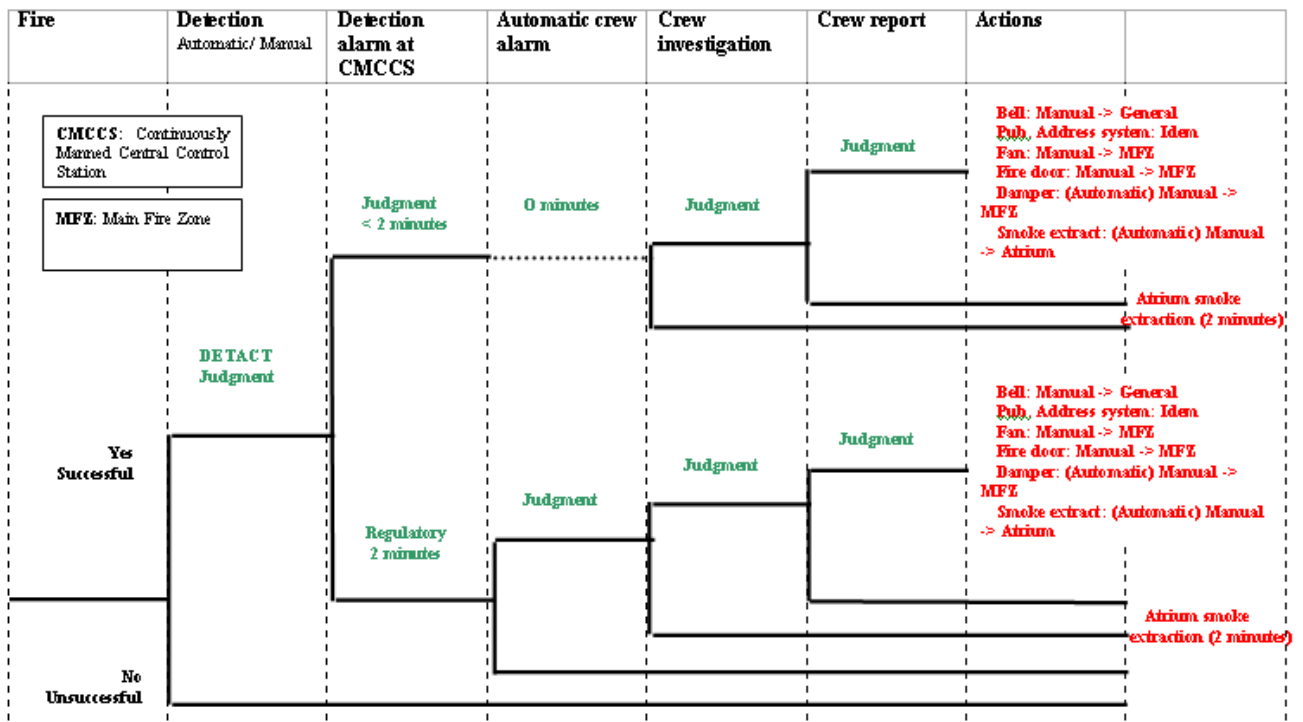 Fire
Detection
Automatic/ Manual
Detection
alarm at
CMCCS
Automatic crew
alarm
Crew
investigation
Crew report
Actions
CMCCS: Continuously
Manned Central Control
Station
MFZ: Main Fire Zone
Judgment
< 2 minutes
0 minutes
Judgment
Judgment
Bell: Manual -> General
Pub. Address system: Idem
Fan: Manual -> MFZ
Fire door: Manual -> MFZ
Damper: (Automatic) Manual ->
MFZ
Smoke extract: (Automatic) Manual
-> Atrium
Atrium smoke
extraction (2 minutes)
DETACT
Judgment
Yes
Successful
Regulatory
2 minutes
Judgment
Judgment
Judgment
Bell: Manual -> General
Pub. Address system: Idem
Fan: Manual -> MFZ
Fire door: Manual -> MFZ
Damper: (Automatic) Manual ->
MFZ
Smoke extract: (Automatic) Manual
-> Atrium
Atrium smoke
extraction (2 minutes)
No
Unsuccessful